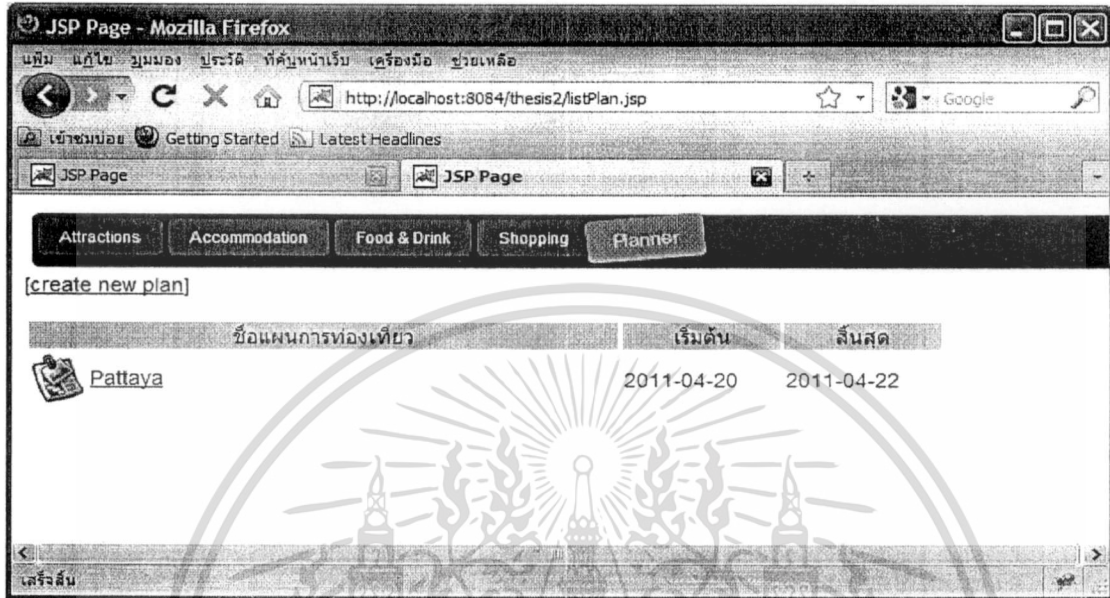 JSP Page - Mozilla Firefox
แฟ้ม แก้ไข มุมมอง ประวัติ ที่คั่นหน้าเว็บ เครื่องมือ ช่วยเหลือ
http://localhost:8084/thesis2/listPlan.jsp Google
เข้าชมบ่อย Getting Started Latest Headlines
JSP Page JSP Page
Attractions Accommodation Food & Drink Shopping Planner
[create new plan]
ชื่อแผนการท่องเที่ยว เริ่มต้น สิ้นสุด
Pattaya 2011-04-20 2011-04-22
เสร็จสิ้น